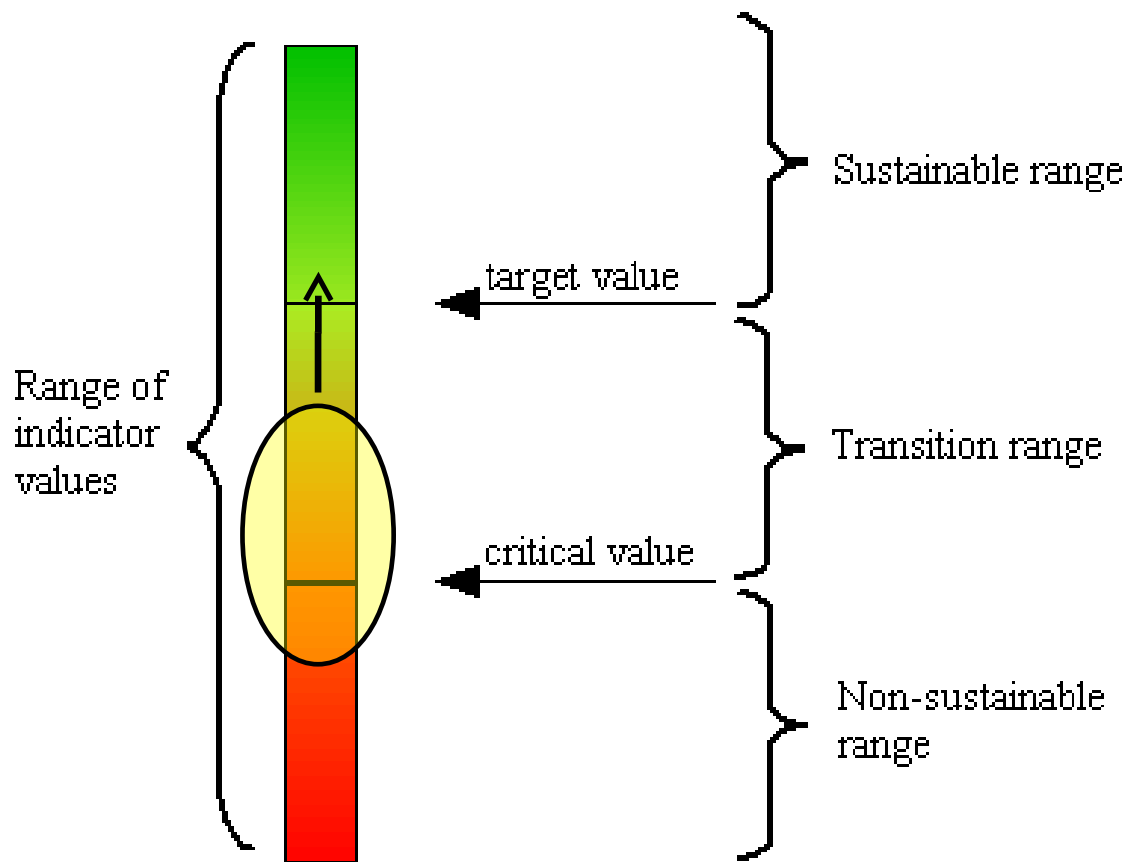 Sustainable range
target value
Range of
indicator
values
Transition range
critical value
Non-sustainable
range